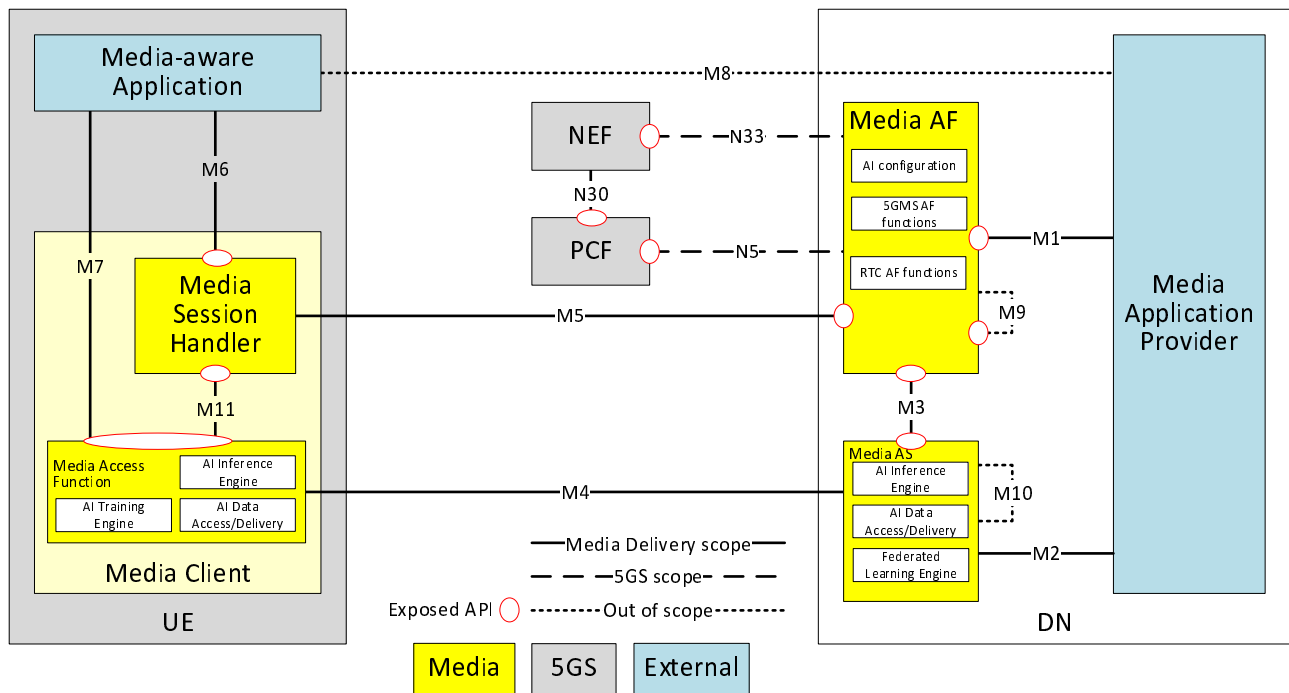 Media-aware
Application
M8
NEF
N33
N30
PCF
N5
M6
M7
Media
Session
Handler
M5
M11
Media Access
Function
AI Inference
Engine
AI Training
Engine
AI Data
Access/Delivery
Media Client
UE
M4
Media AF
AI configuration
5GMS AF
functions
RTC AF functions
M1
M9
M3
Media AS
AI Inference
Engine
AI Data
Access/Delivery
Federated
Learning Engine
M10
M2
Media
Application
Provider
DN
Media Delivery scope
5GS scope
Exposed API
Out of scope
Media
5GS
External